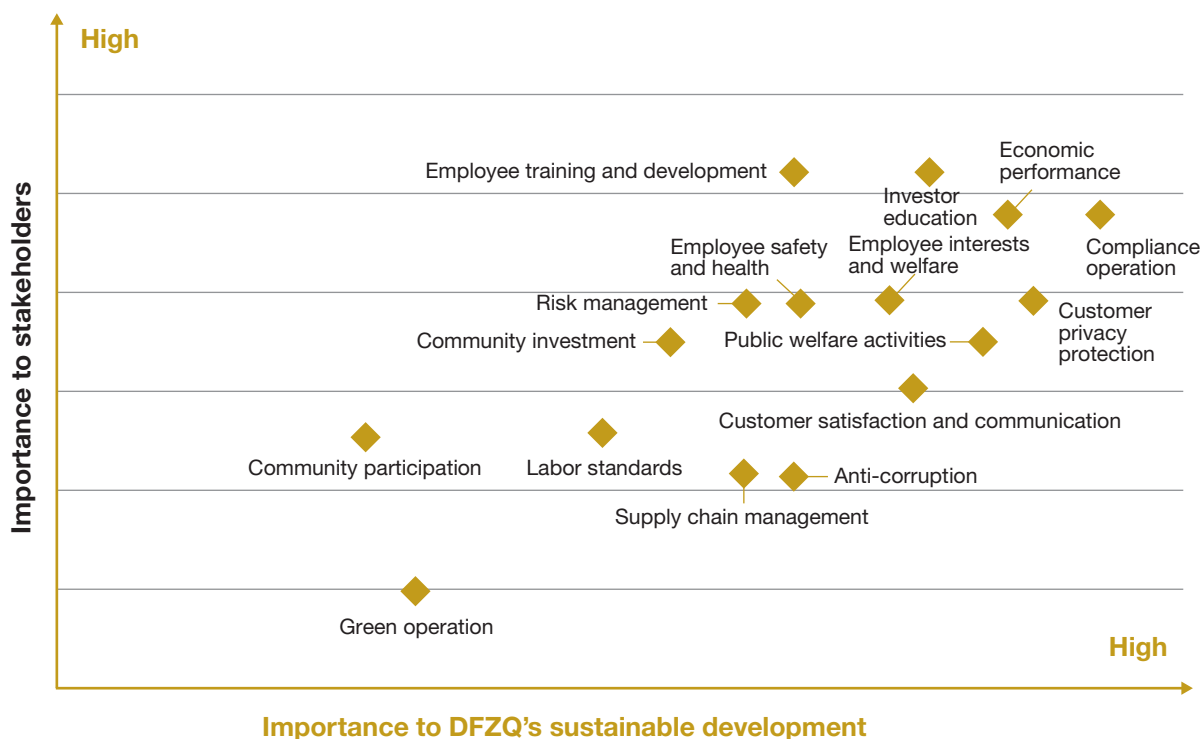 High
Economic
performance
Employee training and development
Investor
education
Compliance
operation
Employee safety
and health
Employee interests
and welfare
Risk management
Customer
privacy
protection
Community investment
Public welfare activities
Customer satisfaction and communication
Community participation
Labor standards
Anti-corruption
Supply chain management
Green operation
High
Importance to stakeholders
Importance to DFZQ's sustainable development